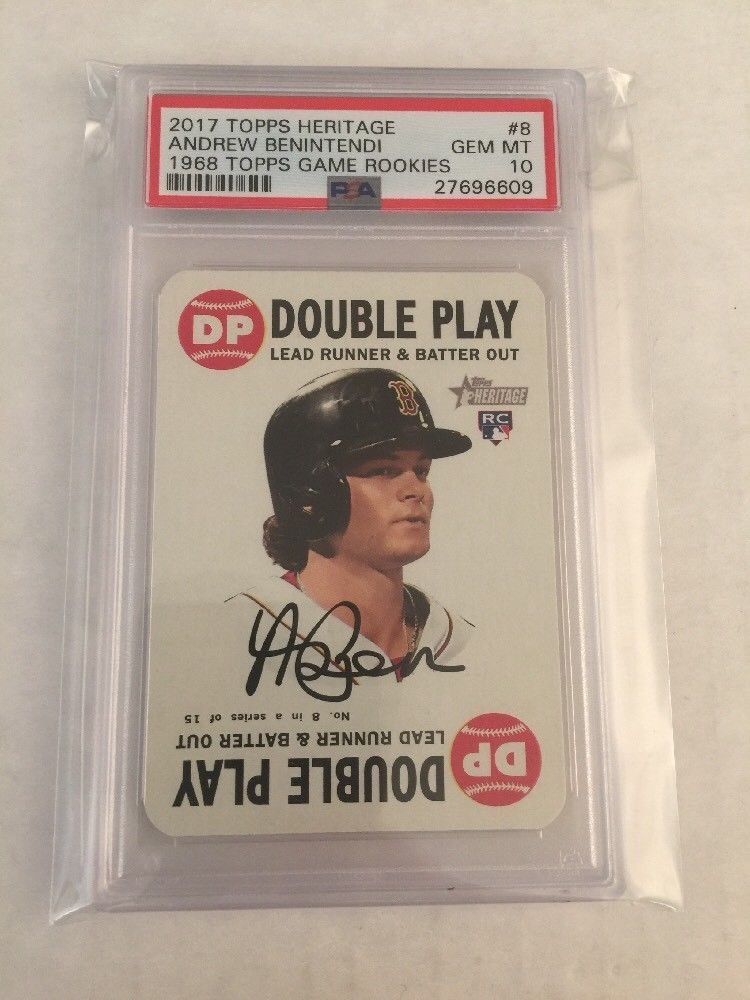 2017 TOPPS HERITAGE #8
ANDREW BENINTENDI GEM MT
1968 TOPPS GAME ROOKIES 10
PSA 27696609
DP DOUBLE PLAY
LEAD RUNNER & BATTER OUT
B
Topps
HERITAGE
RC
No. 8 in a series of 15
LEAD RUNNER & BATTER OUT
DOUBLE PLAY DP